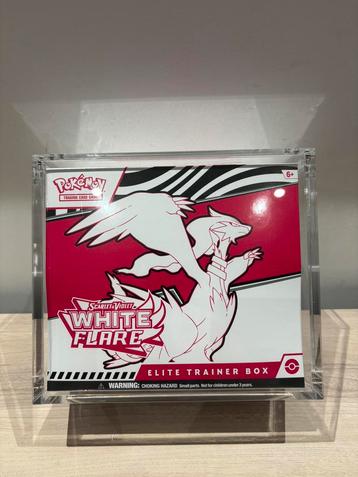 POKÉMON
TRADING CARD GAME
6+
SCARLET & VIOLET
WHITE
FLARE
ELITE TRAINER BOX
WARNING: CHOKING HAZARD Small parts. Not for children under 3 years.